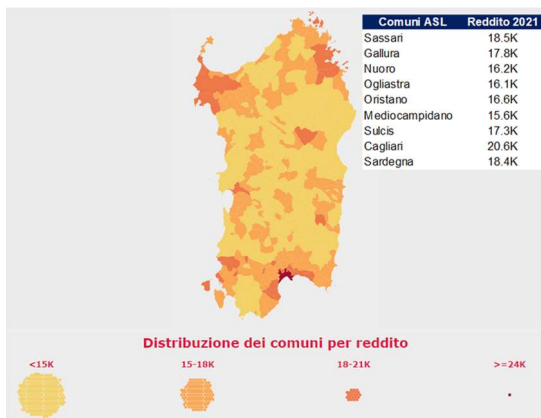 Comuni ASL Reddito 2021
Sassari 18.5K
Gallura 17.8K
Nuoro 16.2K
Ogliastra 16.1K
Oristano 16.6K
Mediocampidano 15.6K
Sulcis 17.3K
Cagliari 20.6K
Sardegna 18.4K
Distribuzione dei comuni per reddito
<15K 15-18K 18-21K >=24K